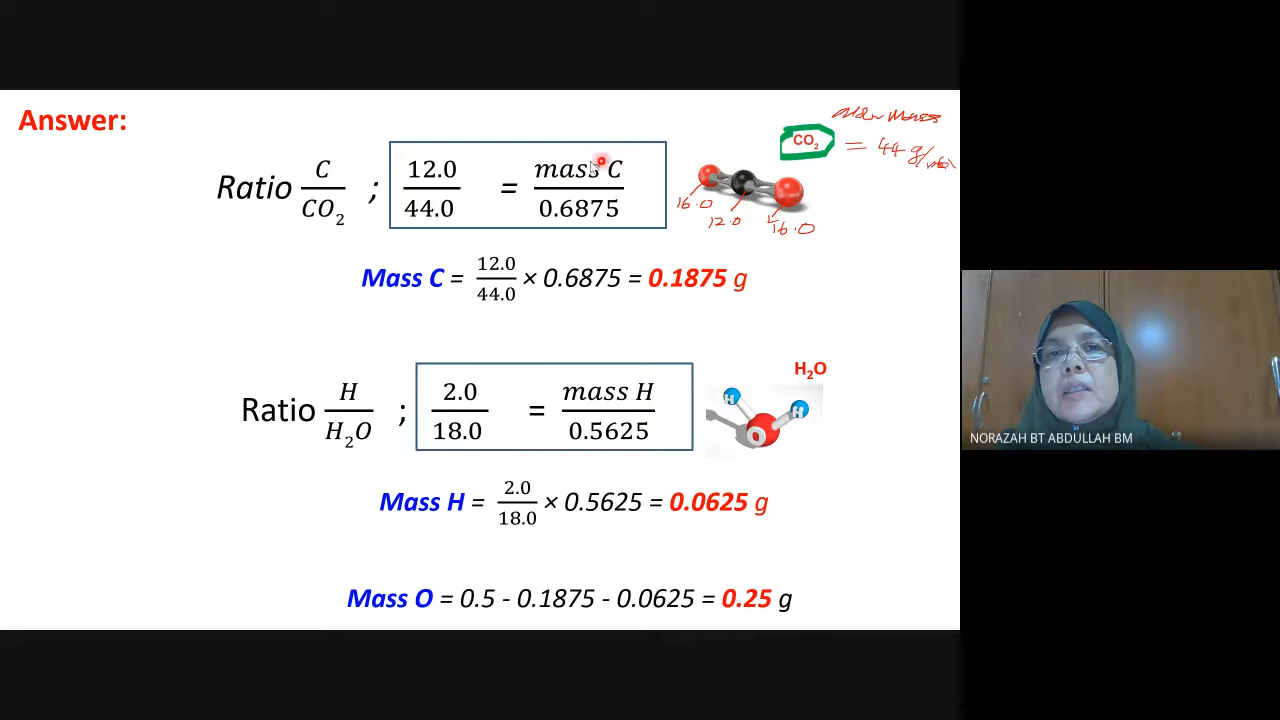 Answer:
Ratio C/CO₂ ; 12.0/44.0 = mass C/0.6875
CO₂ = 44 g/mol
molar mass
16.0
12.0
16.0
Mass C = 12.0/44.0 × 0.6875 = 0.1875 g
Ratio H/H₂O ; 2.0/18.0 = mass H/0.5625
H₂O
H
H
O
Mass H = 2.0/18.0 × 0.5625 = 0.0625 g
Mass O = 0.5 - 0.1875 - 0.0625 = 0.25 g
NORAZAH BT ABDULLAH BM